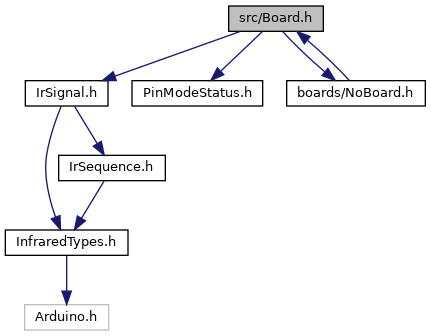 src/Board.h
IrSignal.h
PinModeStatus.h
boards/NoBoard.h
IrSequence.h
InfraredTypes.h
Arduino.h